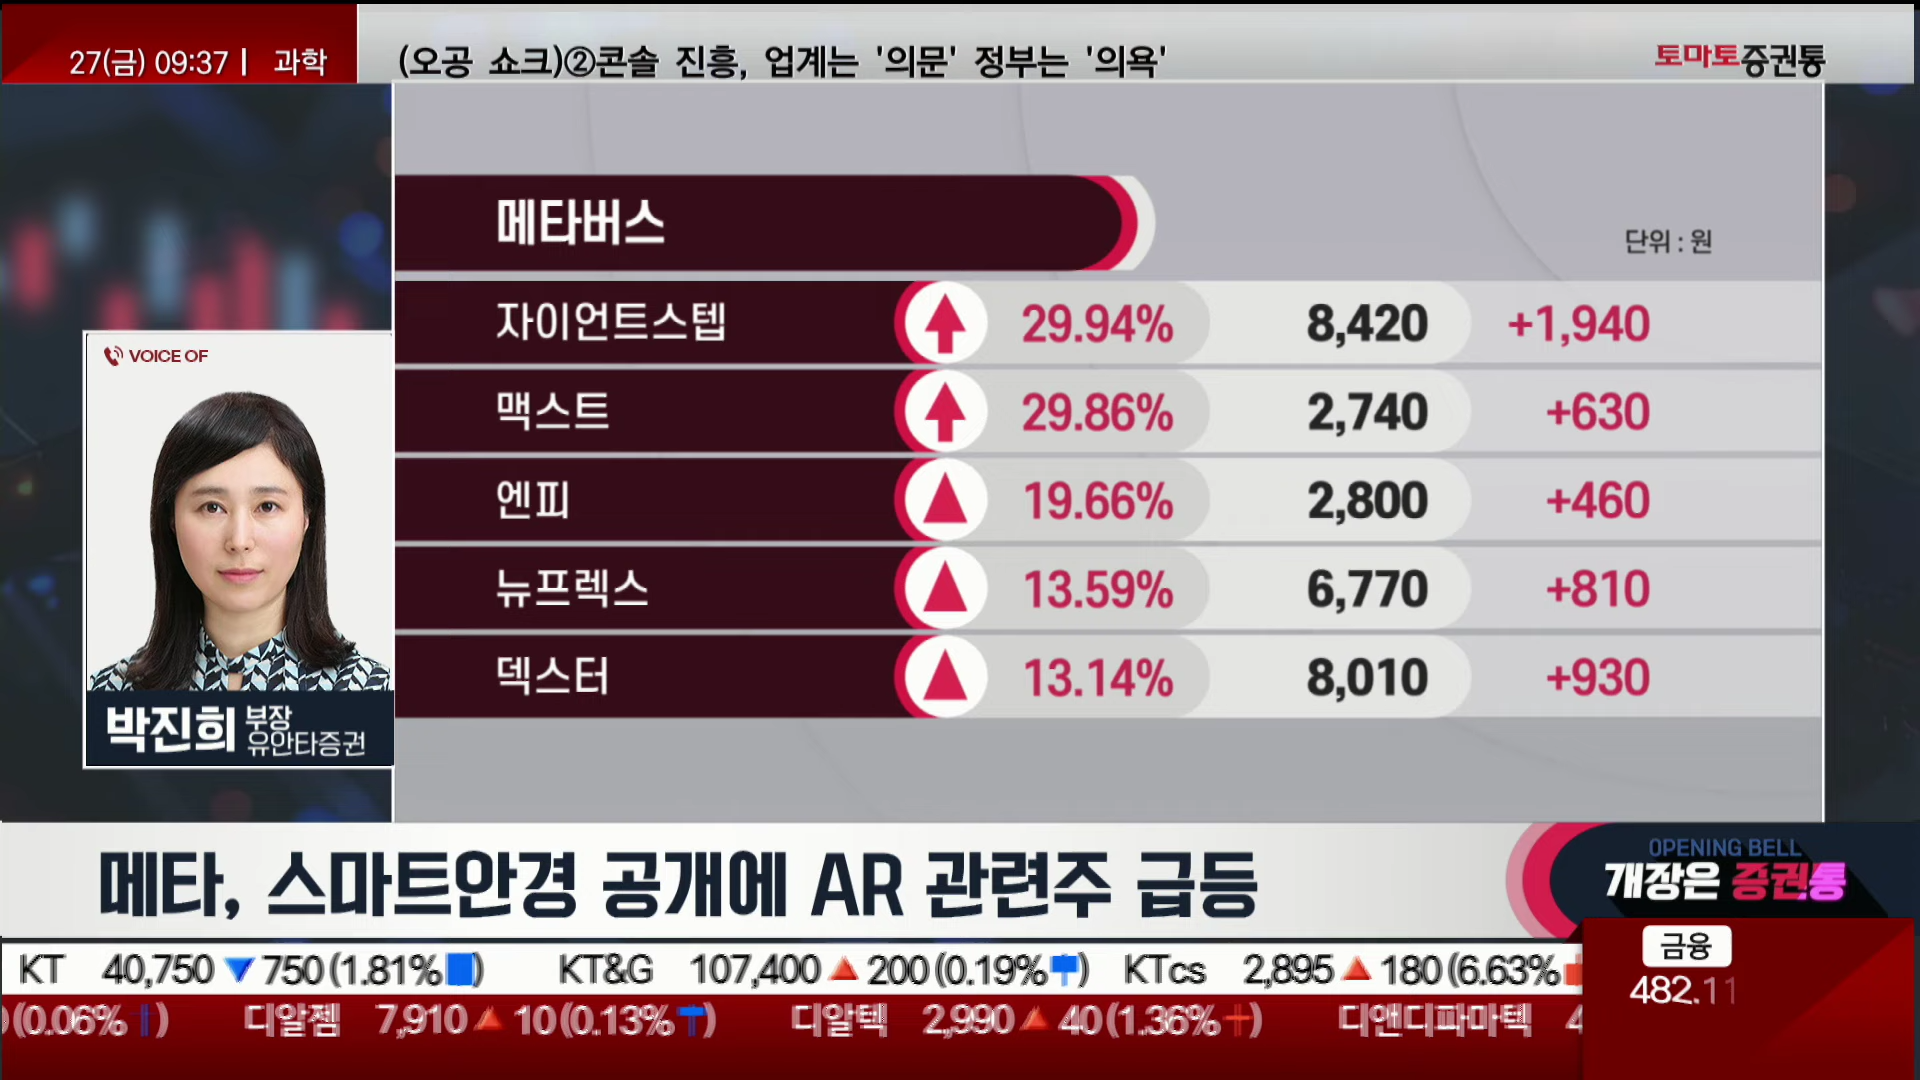 27(금) 09:37 | 과학
(오공 쇼크)②콘솔 진흥, 업계는 '의문' 정부는 '의욕'
토마토증권통
메타버스
단위 : 원
자이언트스텝 29.94% 8,420 +1,940
맥스트 29.86% 2,740 +630
엔피 19.66% 2,800 +460
뉴프렉스 13.59% 6,770 +810
덱스터 13.14% 8,010 +930
VOICE OF
박진희 부장
유안타증권
메타, 스마트안경 공개에 AR 관련주 급등
OPENING BELL
개장은 증권통
KT 40,750 ▼ 750 (1.81% ) KT&G 107,400 ▲ 200 (0.19% ) KTcs 2,895 ▲ 180 (6.63%
금융
482.11
(0.06% ) 디알젬 7,910 ▲ 10 (0.13% ) 디알텍 2,990 ▲ 40 (1.36% ) 디앤디파마텍